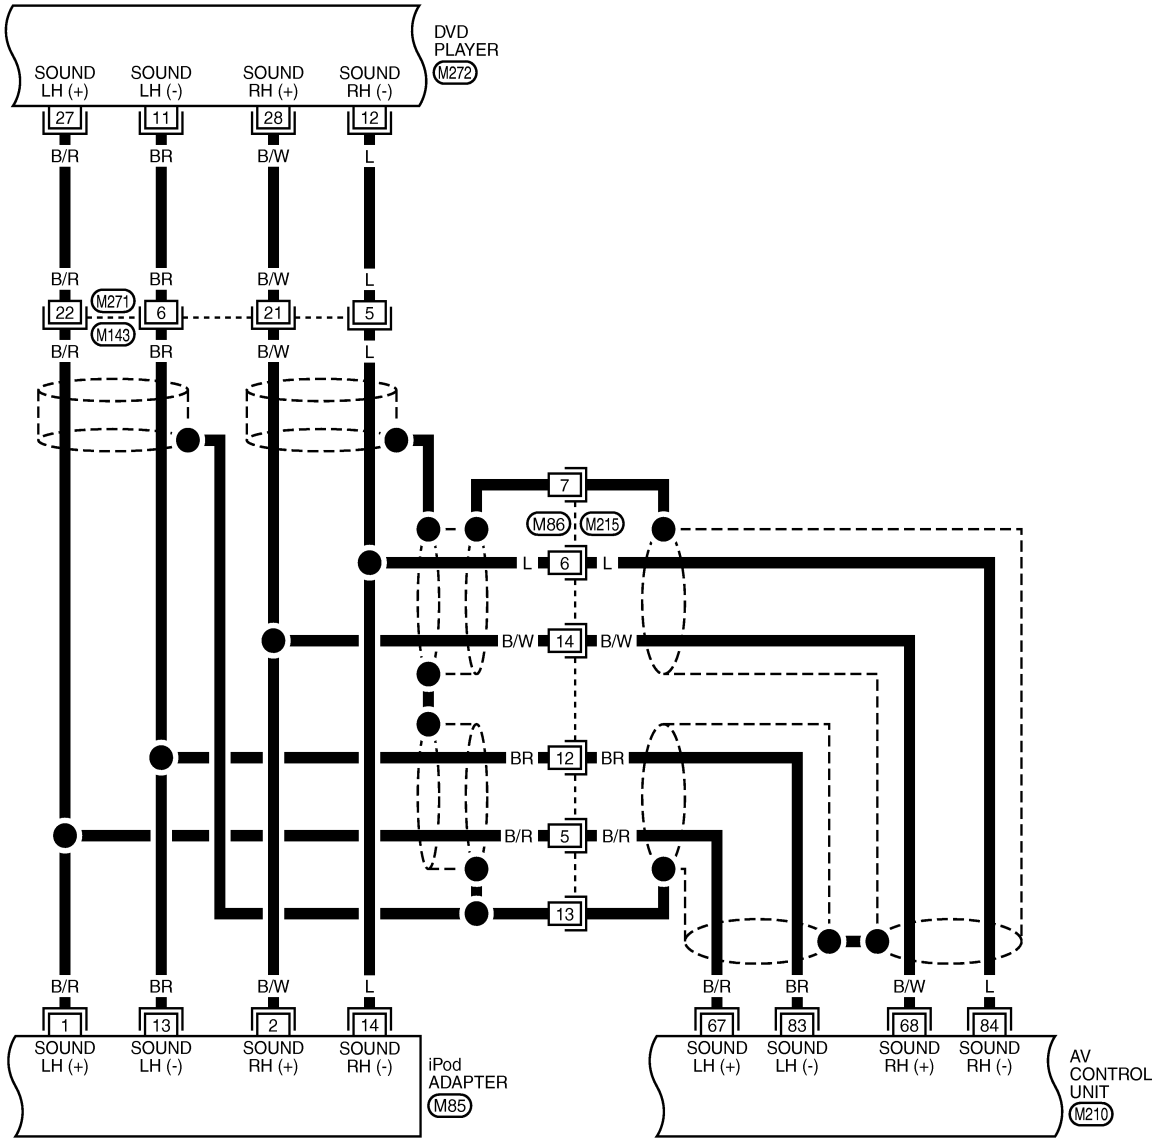 DVD
PLAYER
M272
SOUND LH (+)
SOUND LH (-)
SOUND RH (+)
SOUND RH (-)
27 11 28 12
B/R BR B/W L
B/R BR B/W L
22 M271 6 21 5
M143
B/R BR B/W L
7
M86 M215
L 6 L
B/W 14 B/W
BR 12 BR
B/R 5 B/R
13
B/R BR B/W L
B/R BR B/W L
1 13 2 14
67 83 68 84
SOUND LH (+)
SOUND LH (-)
SOUND RH (+)
SOUND RH (-)
iPod
ADAPTER
M85
SOUND LH (+)
SOUND LH (-)
SOUND RH (+)
SOUND RH (-)
AV
CONTROL
UNIT
M210